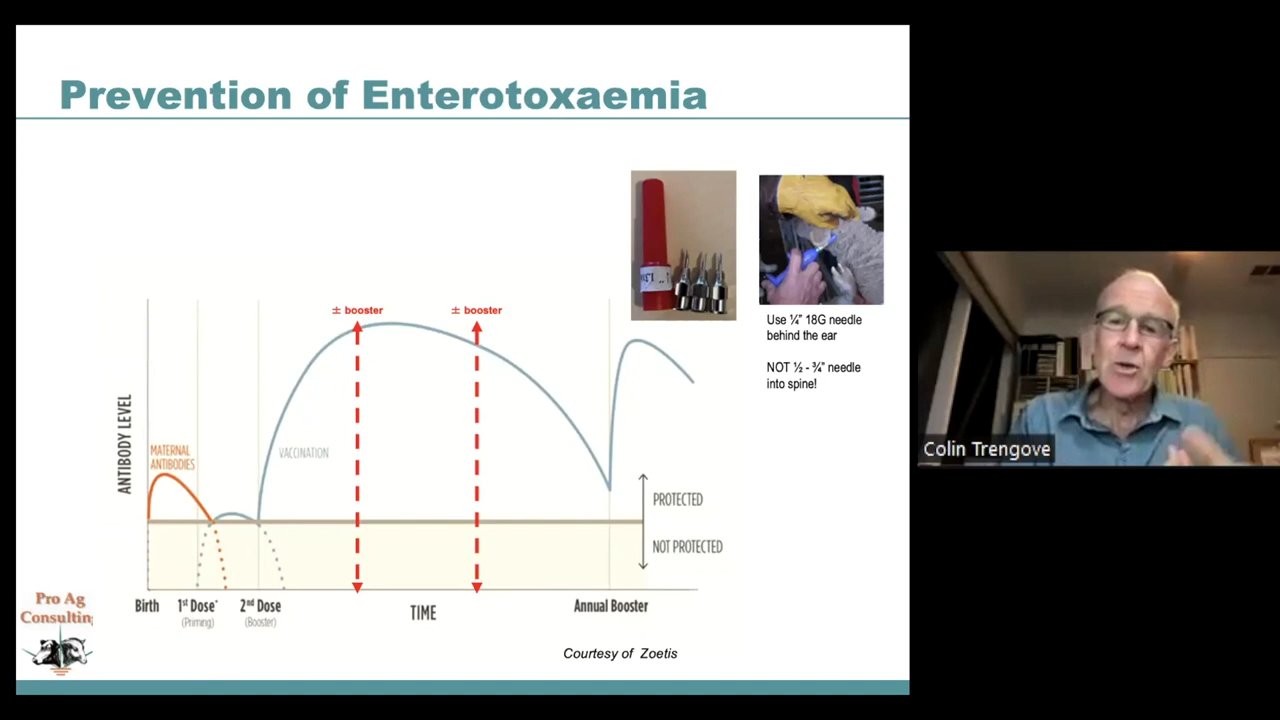 Prevention of Enterotoxaemia
Use ¼” 18G needle
behind the ear
NOT ½ - ¾” needle
into spine!
± booster
± booster
ANTIBODY LEVEL
MATERNAL
ANTIBODIES
VACCINATION
PROTECTED
NOT PROTECTED
Birth
1st Dose*
(Priming)
2nd Dose
(Booster)
TIME
Annual Booster
Courtesy of Zoetis
Pro Ag
Consulting
Colin Trengove